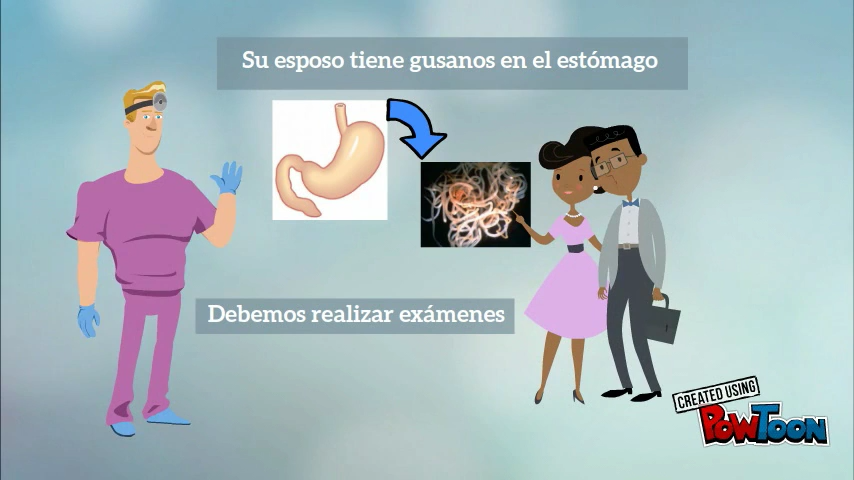 Su esposo tiene gusanos en el estómago
Debemos realizar exámenes
CREATED USING
POWTOON